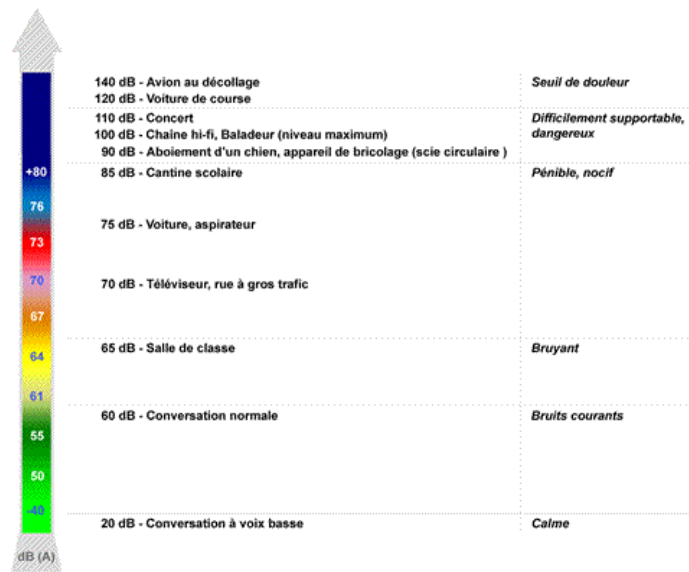 140 dB - Avion au décollage Seuil de douleur
120 dB - Voiture de course
110 dB - Concert Difficilement supportable,
100 dB - Chaîne hi-fi, Baladeur (niveau maximum) dangereux
90 dB - Aboiement d'un chien, appareil de bricolage (scie circulaire )
+80 85 dB - Cantine scolaire Pénible, nocif
76
75 dB - Voiture, aspirateur
73
70 70 dB - Téléviseur, rue à gros trafic
67
65 dB - Salle de classe Bruyant
64
61
60 dB - Conversation normale Bruits courants
55
50
-40
20 dB - Conversation à voix basse Calme
dB (A)